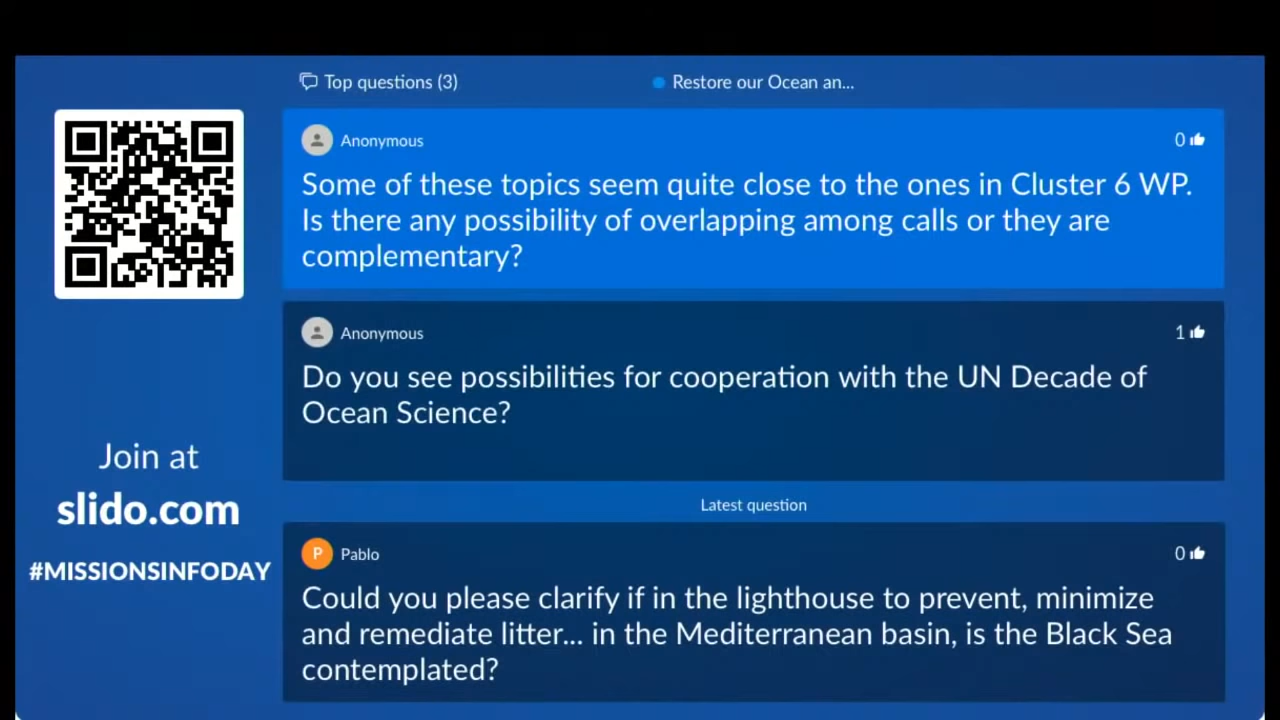 Top questions (3)
Restore our Ocean an...
Anonymous
0
Some of these topics seem quite close to the ones in Cluster 6 WP.
Is there any possibility of overlapping among calls or they are
complementary?
Anonymous
1
Do you see possibilities for cooperation with the UN Decade of
Ocean Science?
Join at
slido.com
#MISSIONSINFODAY
Latest question
P
Pablo
0
Could you please clarify if in the lighthouse to prevent, minimize
and remediate litter... in the Mediterranean basin, is the Black Sea
contemplated?